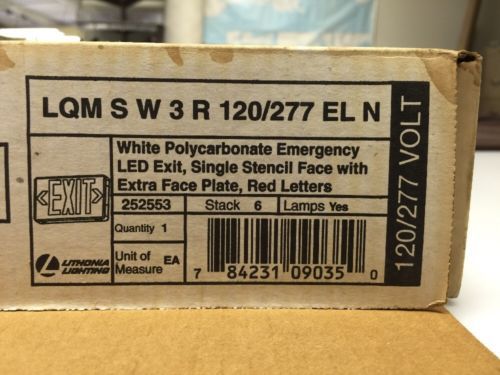 LQM S W 3 R 120/277 EL N
White Polycarbonate Emergency
LED Exit, Single Stencil Face with
Extra Face Plate, Red Letters
EXIT
252553 Stack 6 Lamps Yes
Quantity 1
Unit of Measure EA
LITHONIA
LIGHTING
7 84231 09035 0
120/277 VOLT